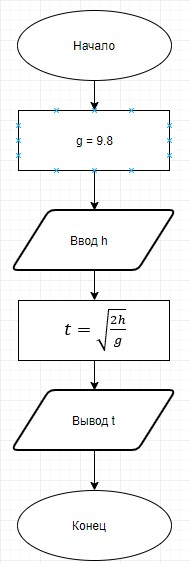 Начало
g = 9.8
Ввод h
t = √(2h/g)
Вывод t
Конец